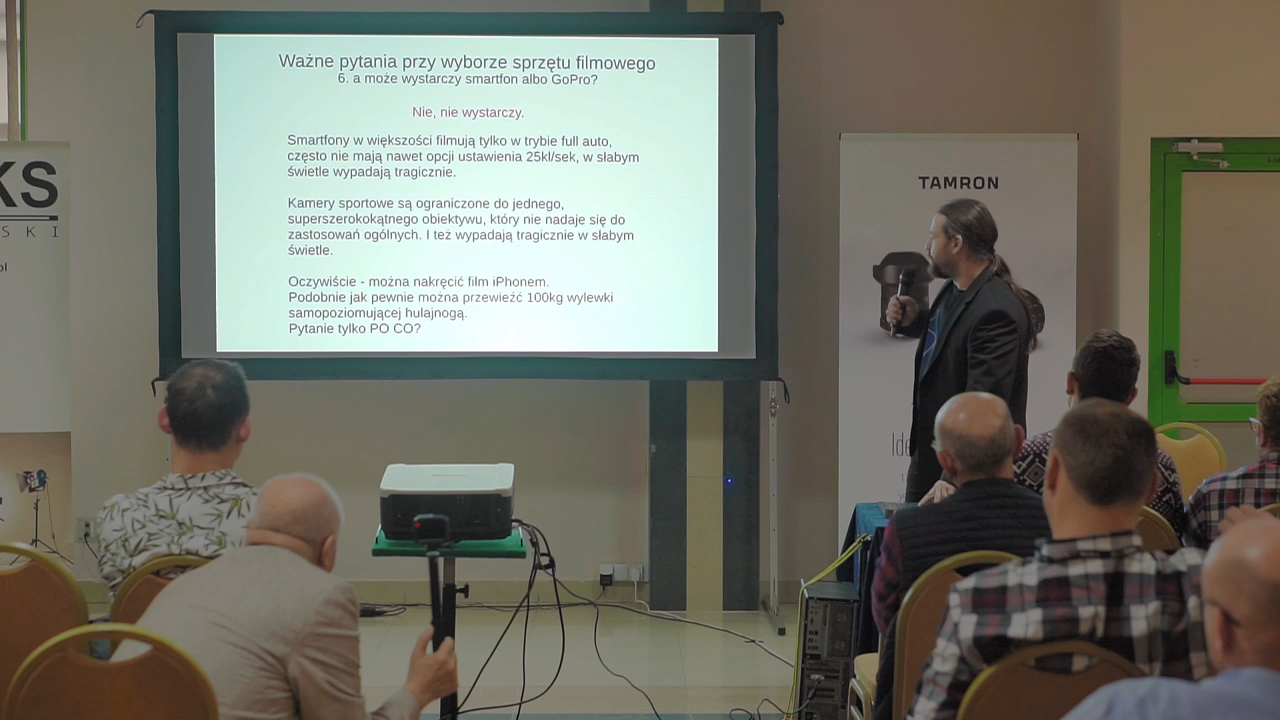 Ważne pytania przy wyborze sprzętu filmowego
6. a może wystarczy smartfon albo GoPro?
Nie, nie wystarczy.
Smartfony w większości filmują tylko w trybie full auto,
często nie mają nawet opcji ustawienia 25kl/sek, w słabym
świetle wypadają tragicznie.
Kamery sportowe są ograniczone do jednego,
superszerokokątnego obiektywu, który nie nadaje się do
zastosowań ogólnych. I też wypadają tragicznie w słabym
świetle.
Oczywiście - można nakręcić film iPhonem.
Podobnie jak pewnie można przewieźć 100kg wylewki
samopoziomującej hulajnogą.
Pytanie tylko PO CO?
KS
SKI
pl
TAMRON
Ide